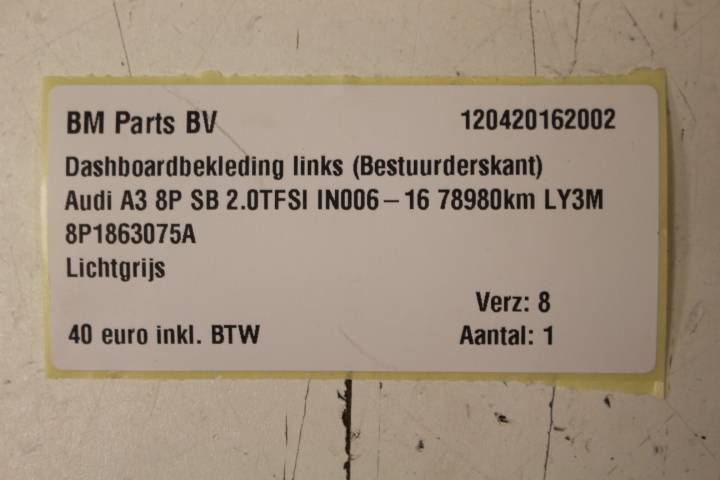 BM Parts BV 120420162002
Dashboardbekleding links (Bestuurderskant)
Audi A3 8P SB 2.0TFSI IN006-16 78980km LY3M
8P1863075A
Lichtgrijs
Verz: 8
40 euro inkl. BTW Aantal: 1